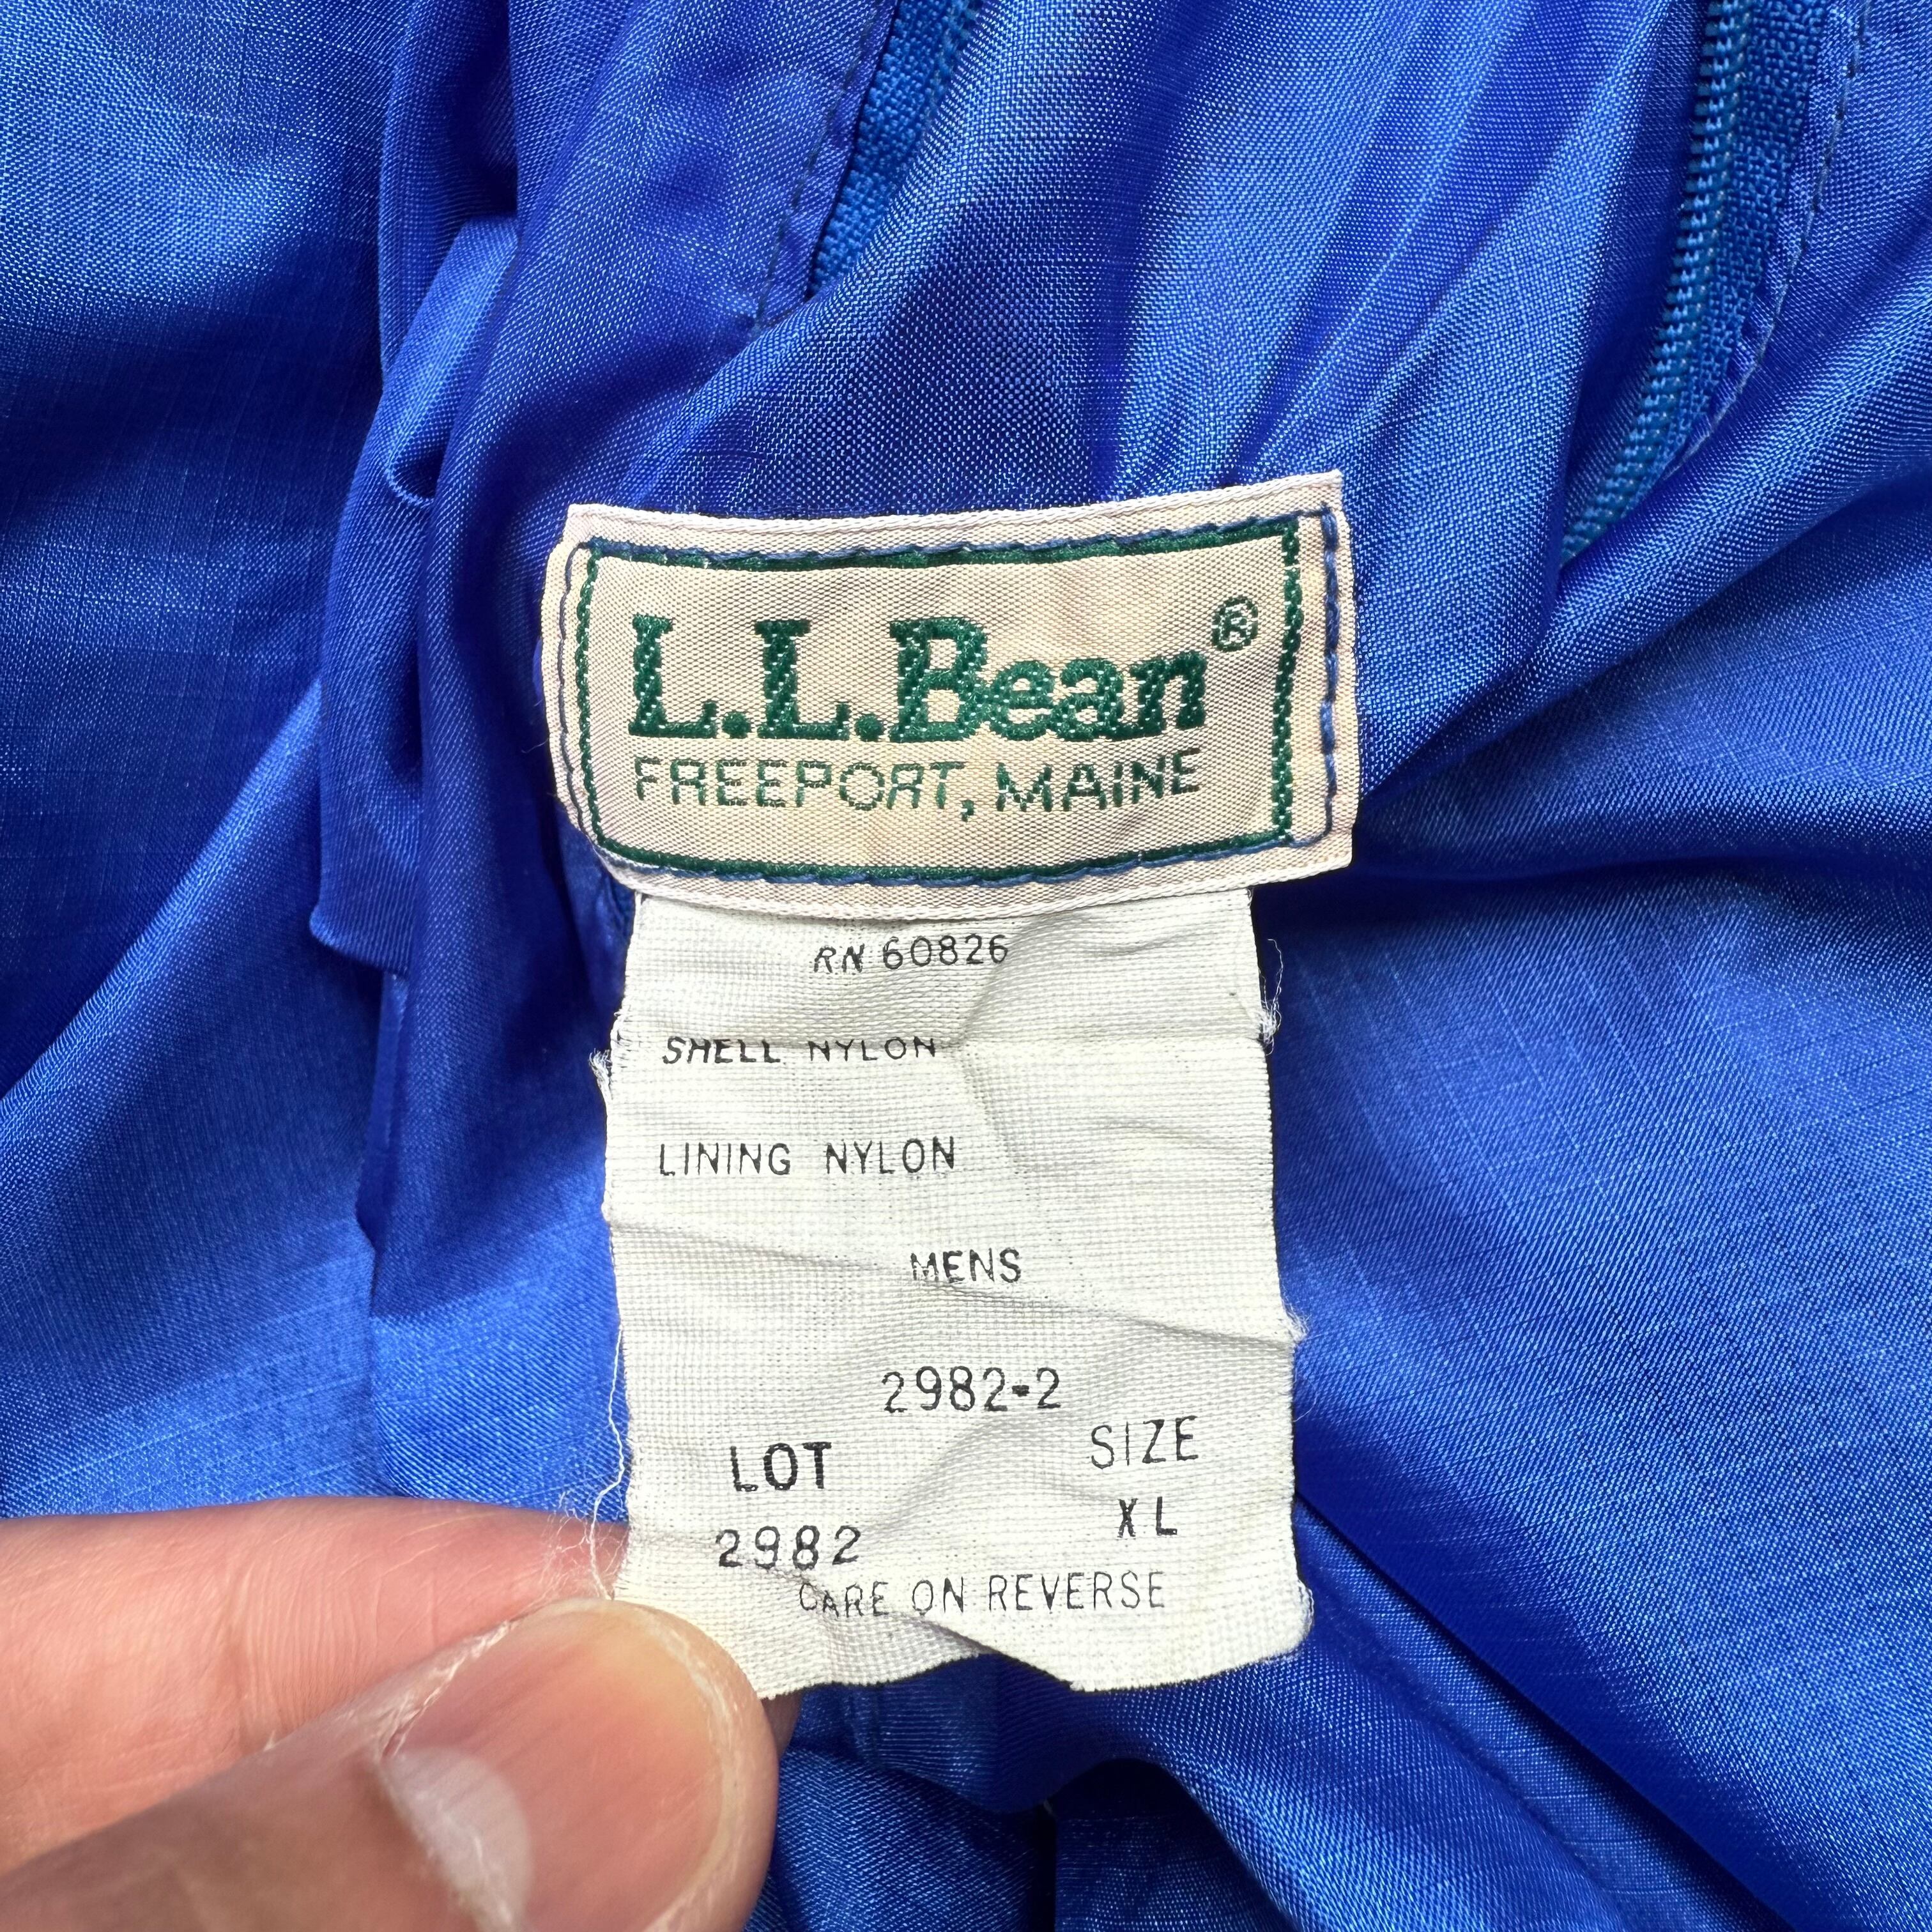 L.L.Bean®
FREEPORT, MAINE
RN 60826
SHELL NYLON
LINING NYLON
MENS
2982-2
LOT SIZE
2982 XL
CARE ON REVERSE